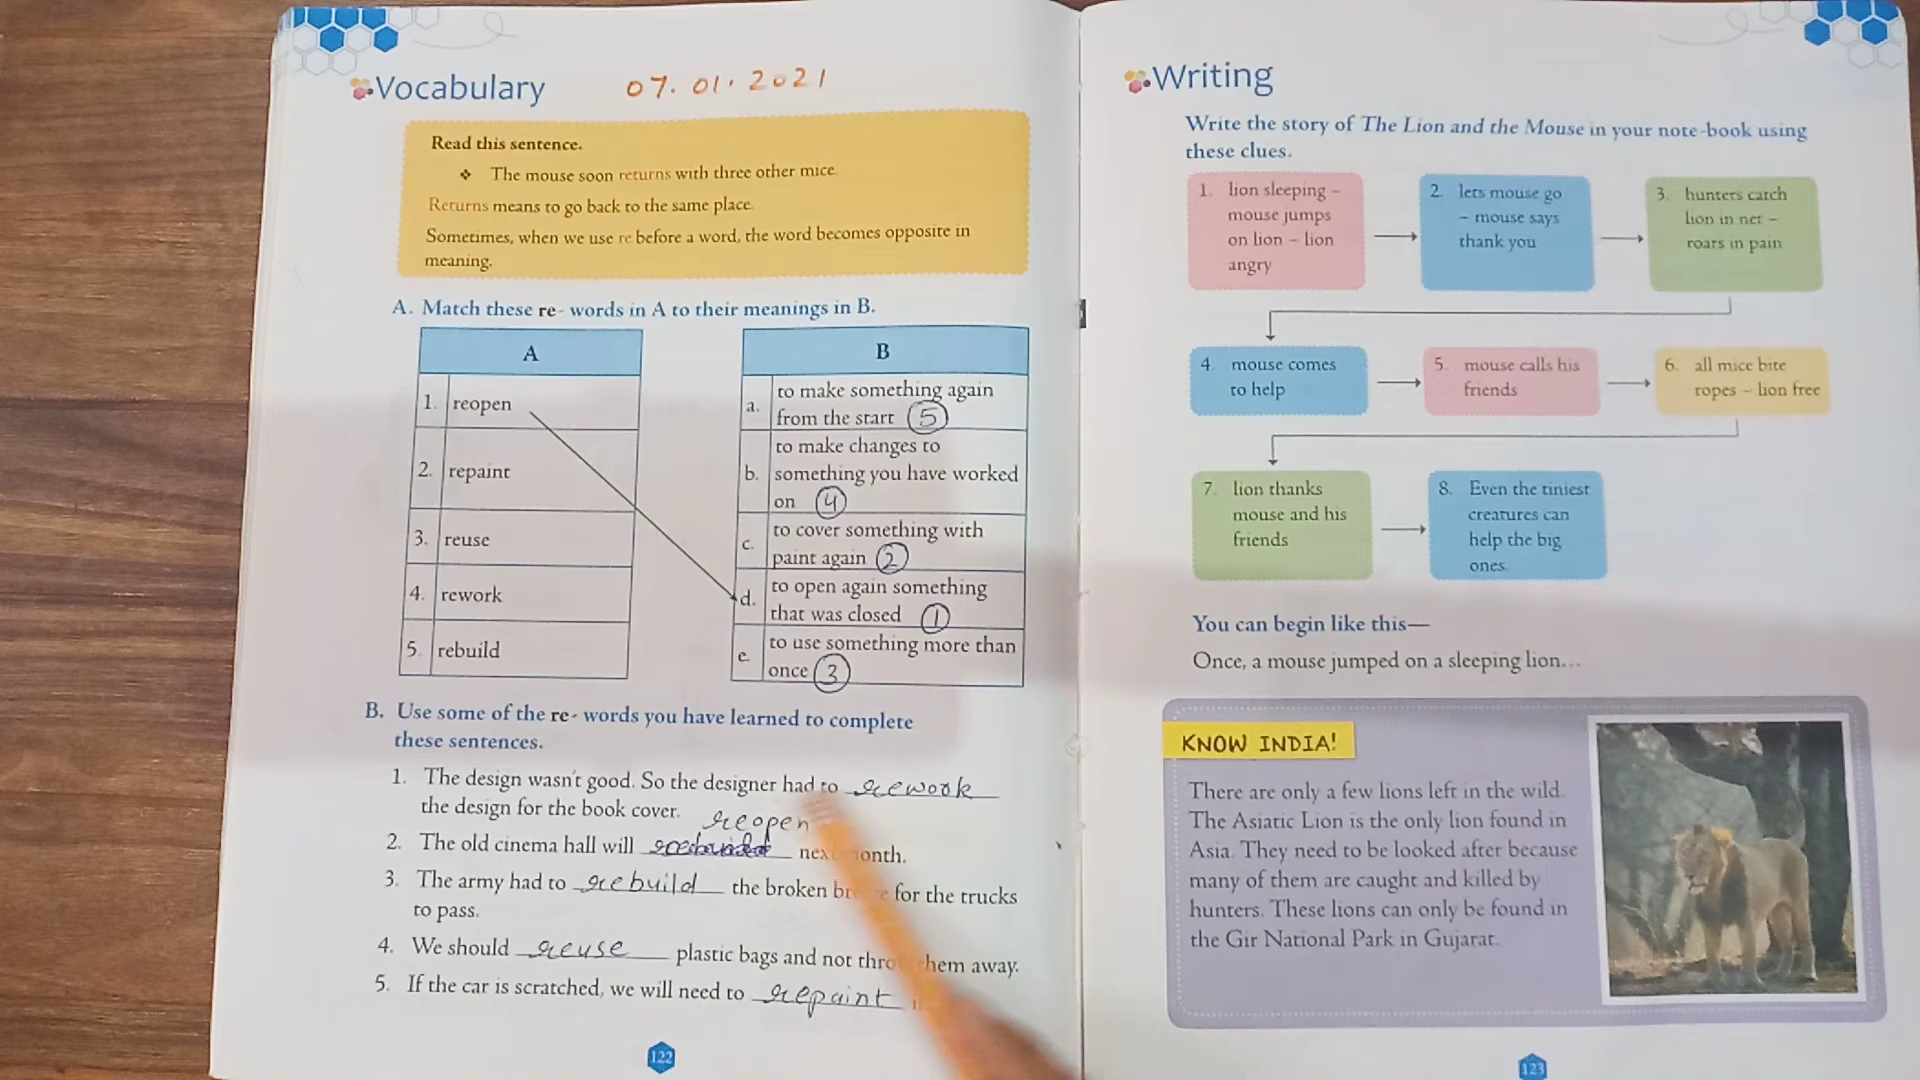 Vocabulary 07.01.2021
Read this sentence.
❖ The mouse soon returns with three other mice.
Returns means to go back to the same place.
Sometimes, when we use re before a word, the word becomes opposite in
meaning.
A. Match these re- words in A to their meanings in B.
A
1. reopen
2. repaint
3. reuse
4. rework
5. rebuild
B
a. to make something again
from the start 5
b. to make changes to
something you have worked
on 4
c. to cover something with
paint again 2
d. to open again something
that was closed 1
e. to use something more than
once 3
B. Use some of the re- words you have learned to complete
these sentences.
1. The design wasn't good. So the designer had to rework
the design for the book cover.
reopen
2. The old cinema hall will next month.
3. The army had to rebuild the broken for the trucks
to pass.
4. We should reuse plastic bags and not them away.
5. If the car is scratched, we will need to repaint
122
Writing
Write the story of The Lion and the Mouse in your note-book using
these clues.
1. lion sleeping –
mouse jumps
on lion – lion
angry
2. lets mouse go
– mouse says
thank you
3. hunters catch
lion in net –
roars in pain
4. mouse comes
to help
5. mouse calls his
friends
6. all mice bite
ropes – lion free
7. lion thanks
mouse and his
friends
8. Even the tiniest
creatures can
help the big
ones.
You can begin like this—
Once, a mouse jumped on a sleeping lion...
KNOW INDIA!
There are only a few lions left in the wild.
The Asiatic Lion is the only lion found in
Asia. They need to be looked after because
many of them are caught and killed by
hunters. These lions can only be found in
the Gir National Park in Gujarat.
123